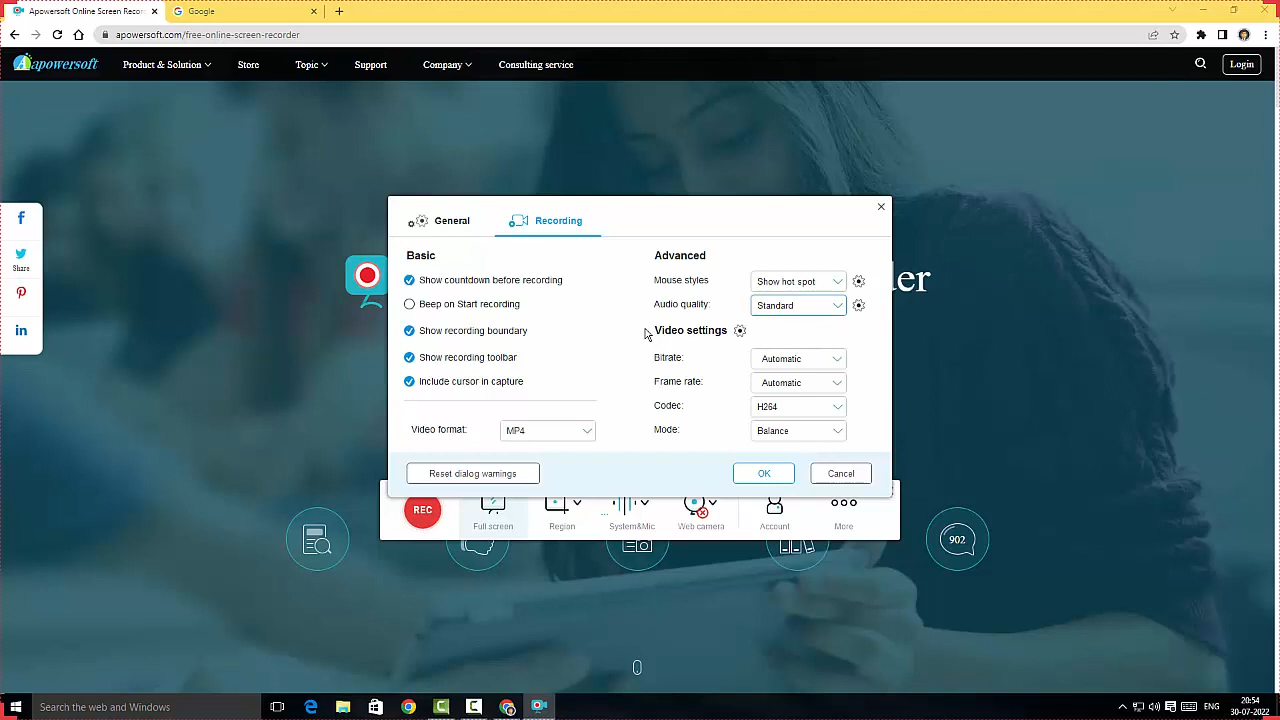 Apowersoft Online Screen Reco
Google
apowersoft.com/free-online-screen-recorder
Apowersoft
Product & Solution
Store
Topic
Support
Company
Consulting service
Login
Share
General
Recording
Basic
Advanced
Show countdown before recording
Mouse styles
Show hot spot
Beep on Start recording
Audio quality:
Standard
Show recording boundary
Video settings
Show recording toolbar
Bitrate:
Automatic
Include cursor in capture
Frame rate:
Automatic
Codec:
H264
Video format:
MP4
Mode:
Balance
Reset dialog warnings
OK
Cancel
er
REC
Full screen
Region
System&Mic
Web camera
Account
More
902
Search the web and Windows
ENG
20:54
30-07-2022